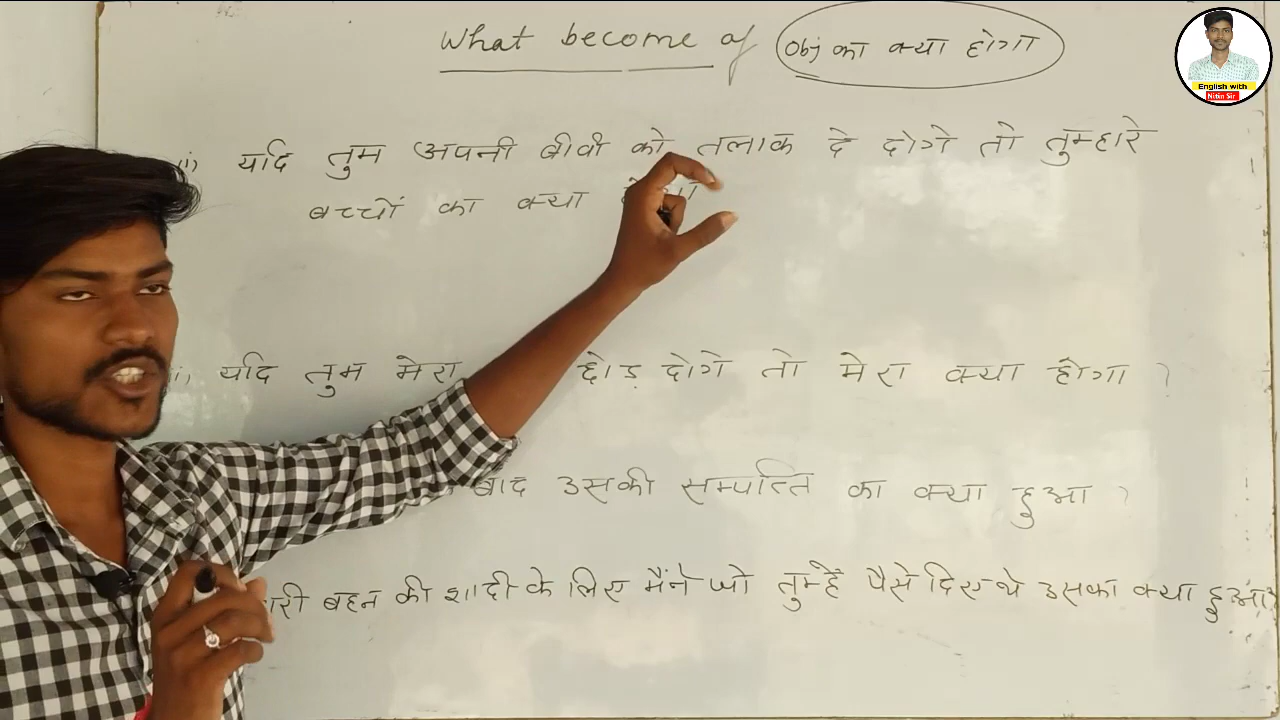 What become of Obj का क्या होगा
English with
Nitin Sir
यदि तुम अपनी बीवी को तलाक दे दोगे तो तुम्हारे
बच्चों का क्या
यदि तुम मेरा छोड़ दोगे तो मेरा क्या होगा ?
बाद उसकी सम्पत्ति का क्या हुआ ?
बहन की शादी के लिए मैंने जो तुम्हें पैसे दिए थे उसका क्या हुआ?